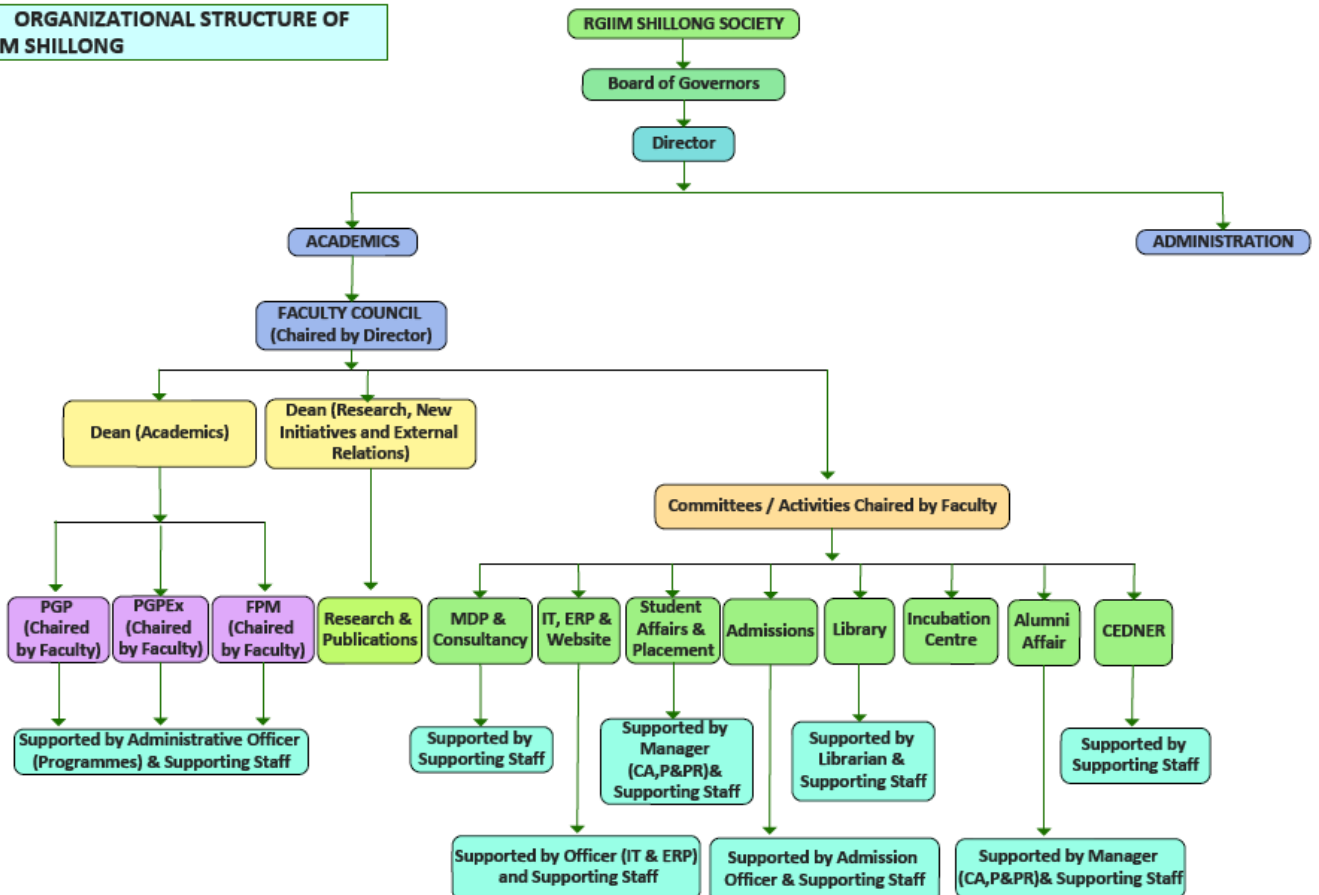 ORGANIZATIONAL STRUCTURE OF
M SHILLONG
RGIIM SHILLONG SOCIETY
Board of Governors
Director
ACADEMICS
ADMINISTRATION
FACULTY COUNCIL
(Chaired by Director)
Dean (Academics)
Dean (Research, New
Initiatives and External
Relations)
Committees / Activities Chaired by Faculty
PGP
(Chaired
by Faculty)
PGPEx
(Chaired
by Faculty)
FPM
(Chaired
by Faculty)
Research &
Publications
MDP &
Consultancy
IT, ERP &
Website
Student
Affairs &
Placement
Admissions
Library
Incubation
Centre
Alumni
Affair
CEDNER
Supported by Administrative Officer
(Programmes) & Supporting Staff
Supported by
Supporting Staff
Supported by
Manager
(CA,P&PR)&
Supporting Staff
Supported by
Librarian &
Supporting Staff
Supported by
Supporting Staff
Supported by Officer (IT & ERP)
and Supporting Staff
Supported by Admission
Officer & Supporting Staff
Supported by Manager
(CA,P&PR)& Supporting Staff